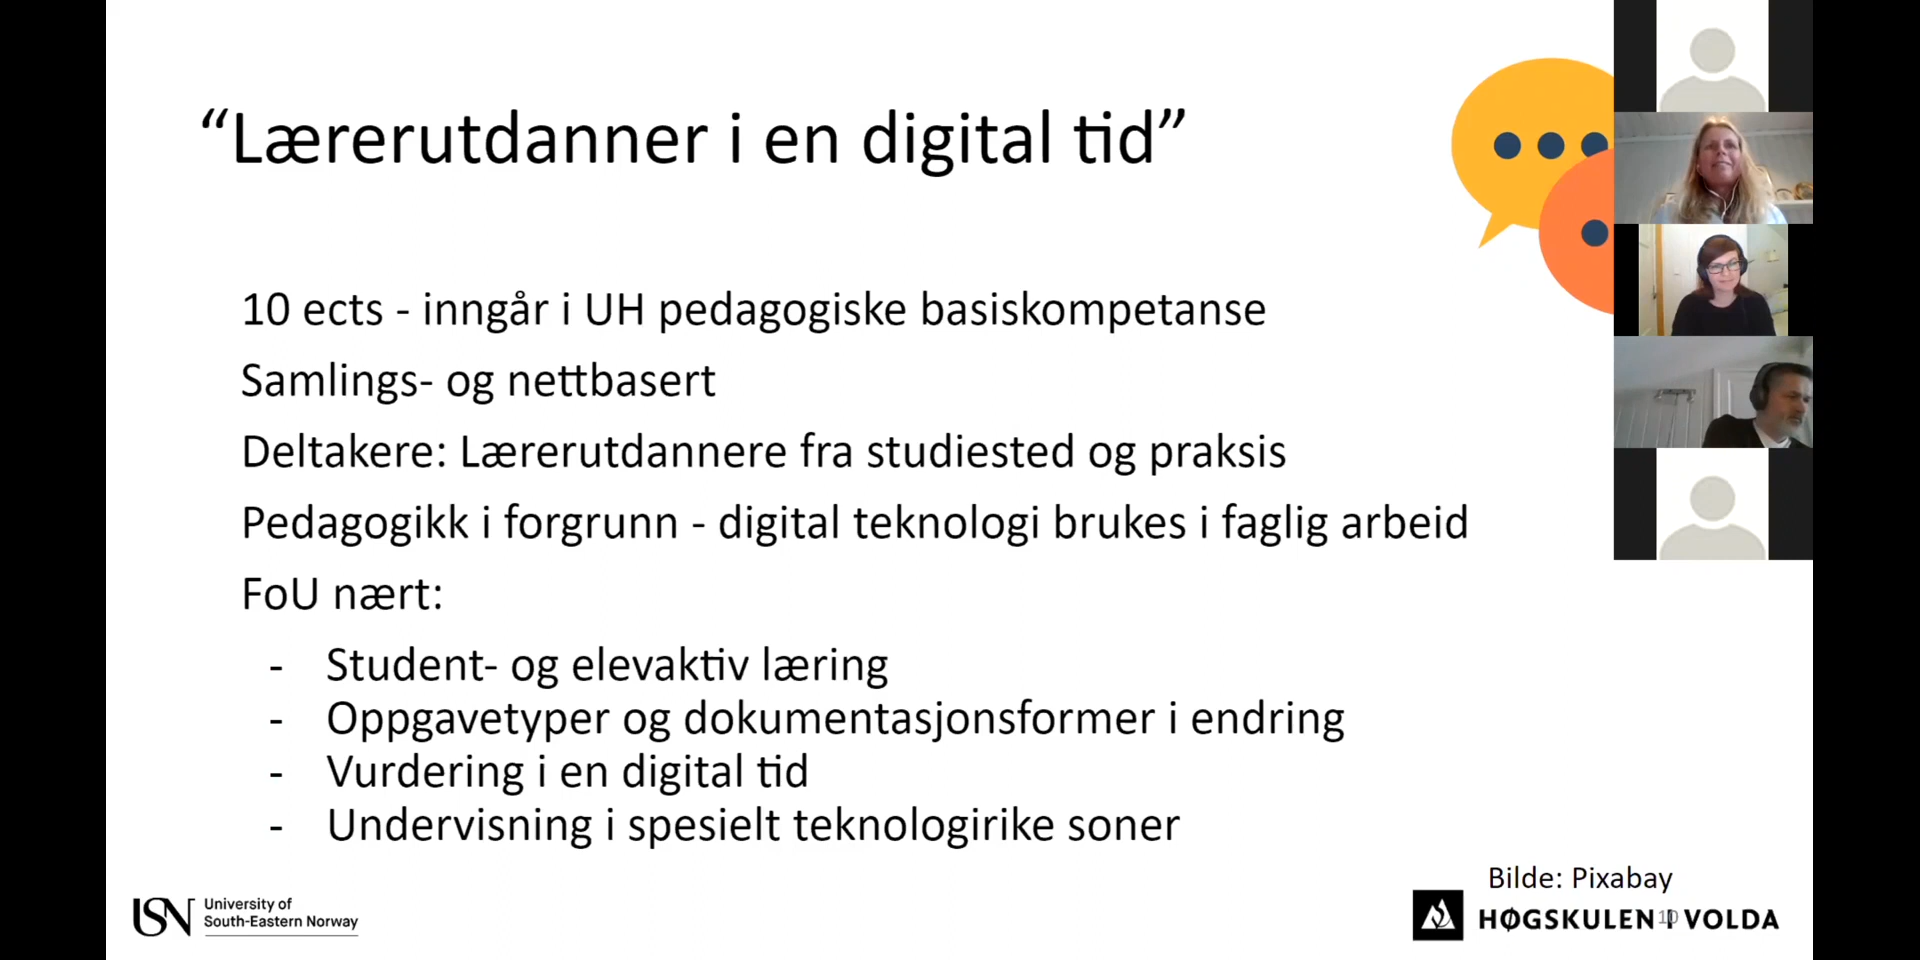 “Lærerutdanner i en digital tid”
10 ects - inngår i UH pedagogiske basiskompetanse
Samlings- og nettbasert
Deltakere: Lærerutdannere fra studiested og praksis
Pedagogikk i forgrunn - digital teknologi brukes i faglig arbeid
FoU nært:
- Student- og elevaktiv læring
- Oppgavetyper og dokumentasjonsformer i endring
- Vurdering i en digital tid
- Undervisning i spesielt teknologirike soner
Bilde: Pixabay
USN University of
South-Eastern Norway
HØGSKULEN I VOLDA
10